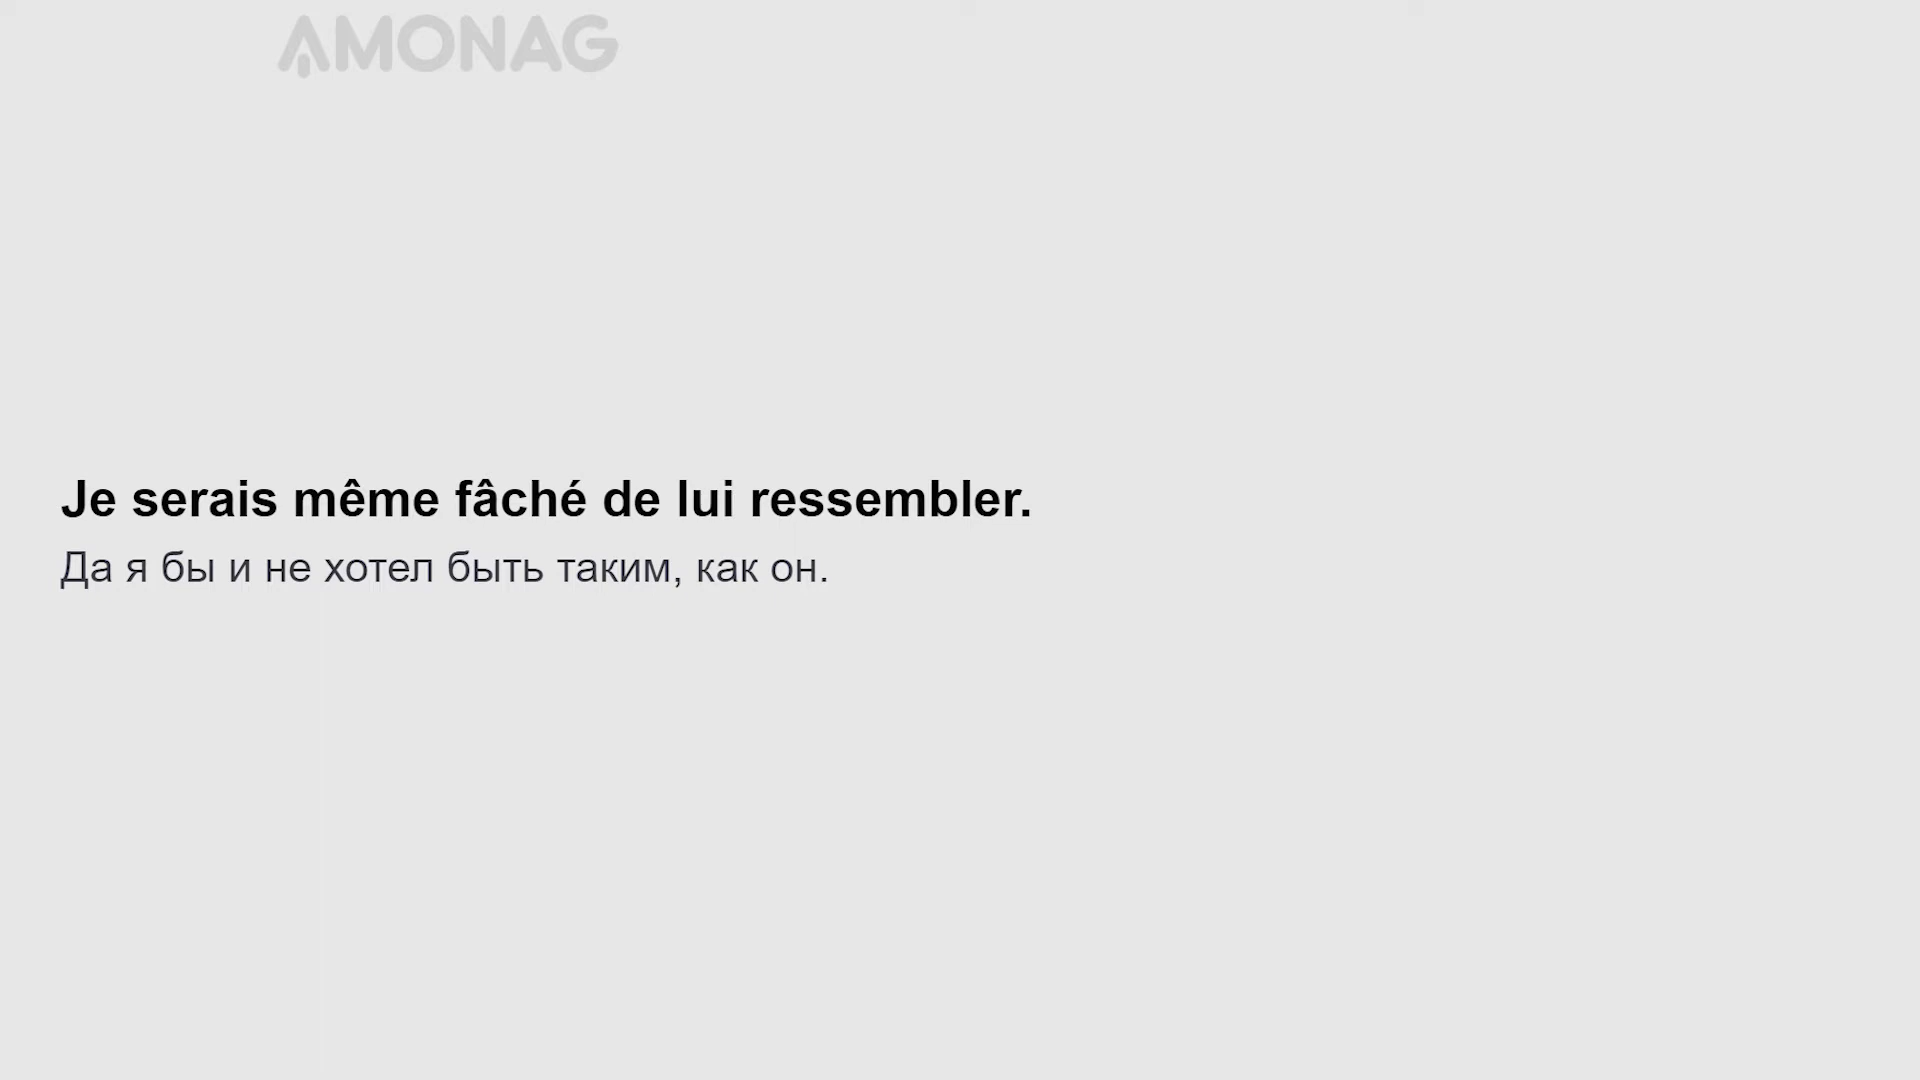 AMONAG
Je serais même fâché de lui ressembler.
Да я бы и не хотел быть таким, как он.